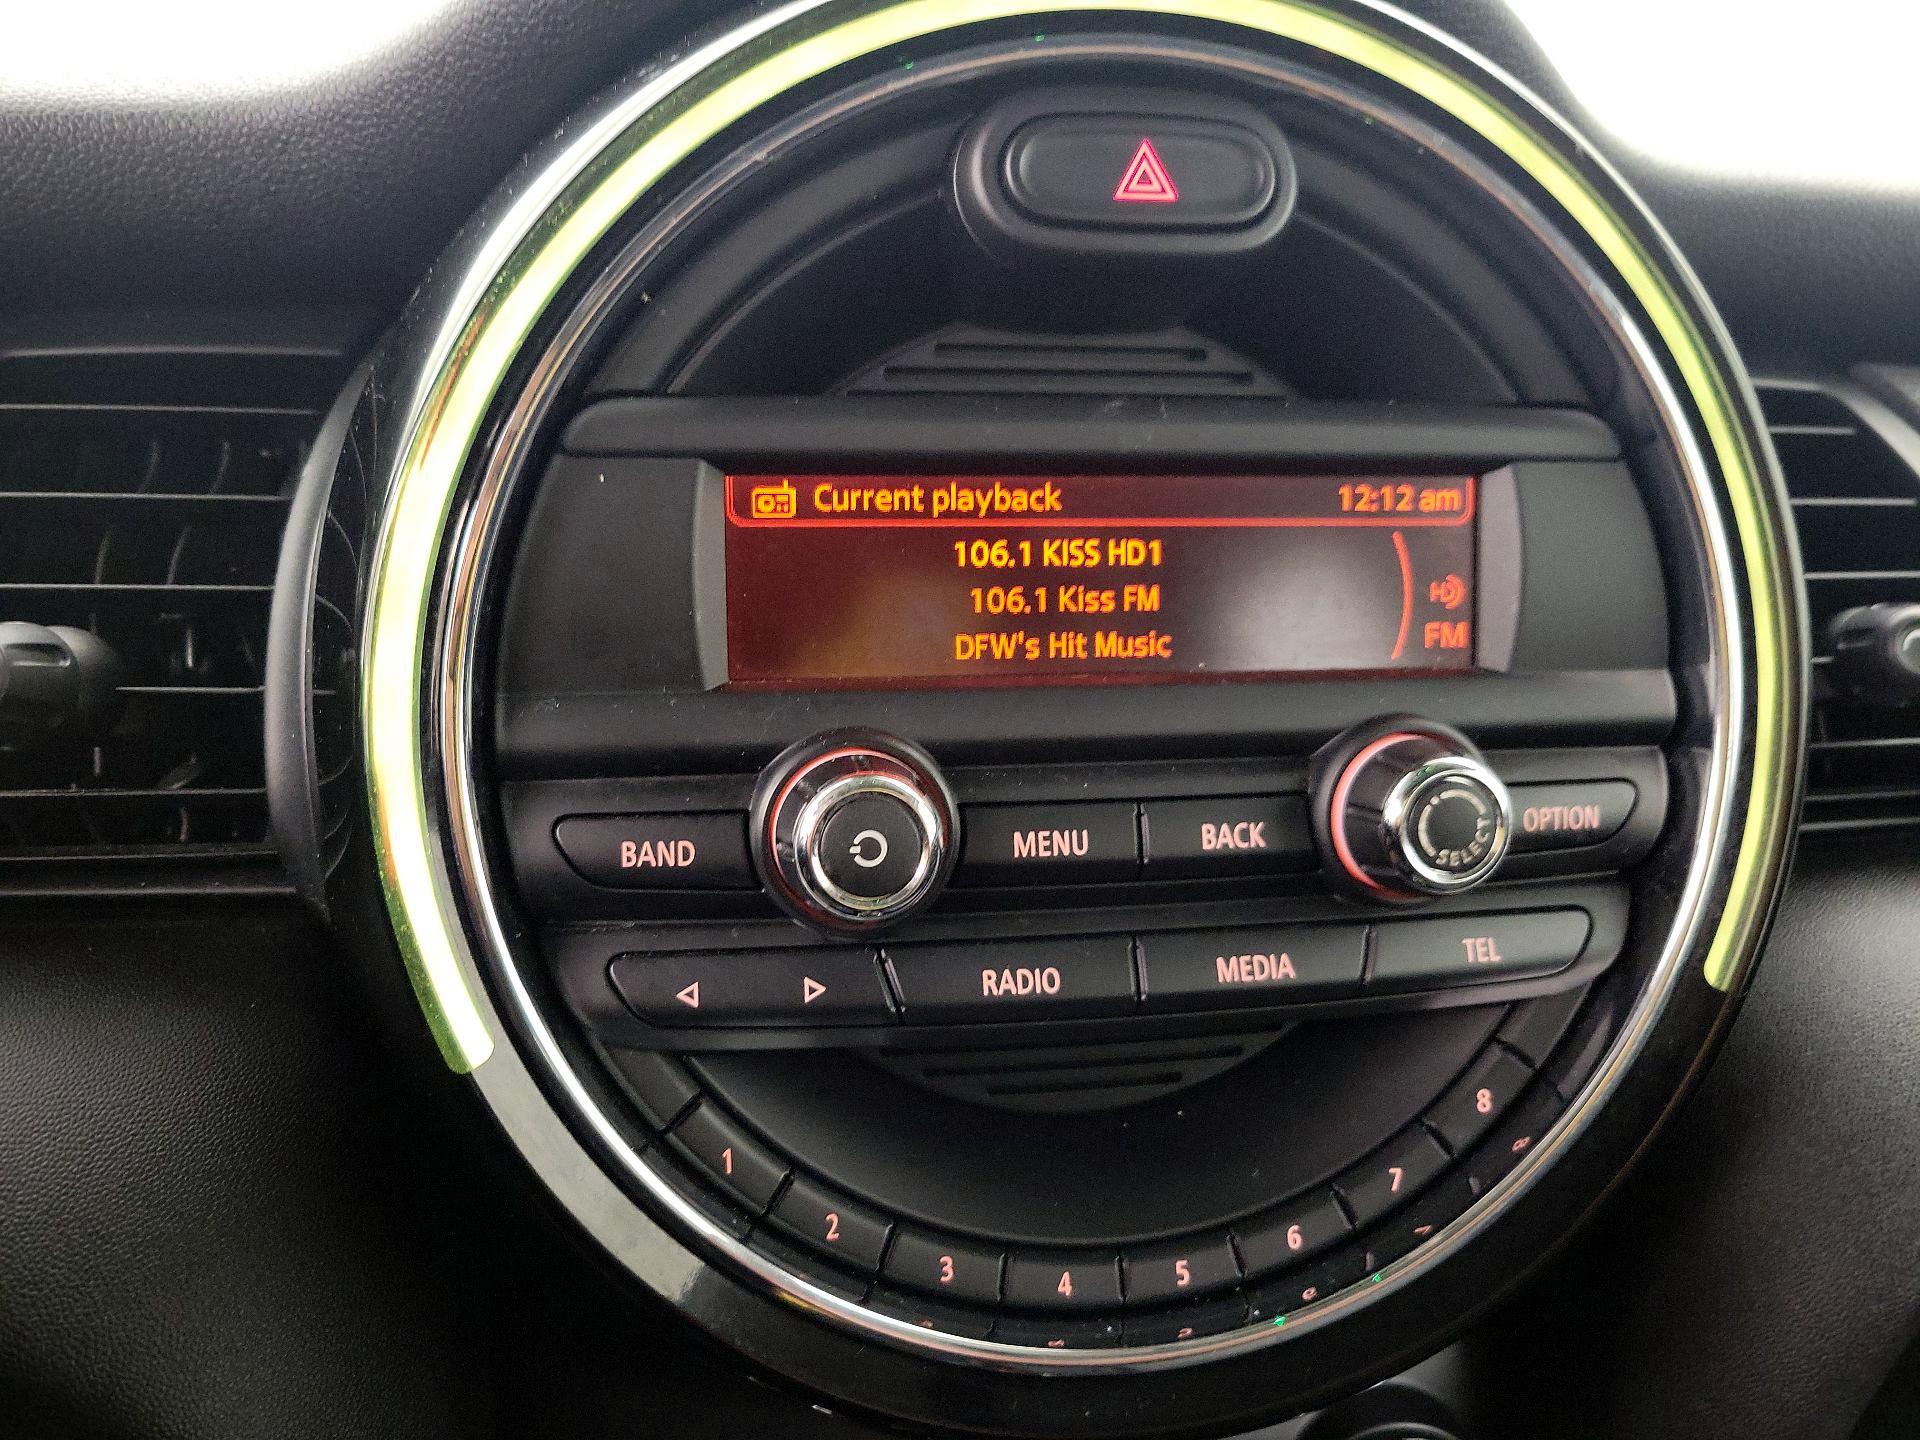 Current playback 12:12 am
106.1 KISS HD1
106.1 Kiss FM
HD
DFW's Hit Music
FM
BAND
MENU
BACK
SELECT
OPTION
RADIO
MEDIA
TEL
1
2
3
4
5
6
7
8